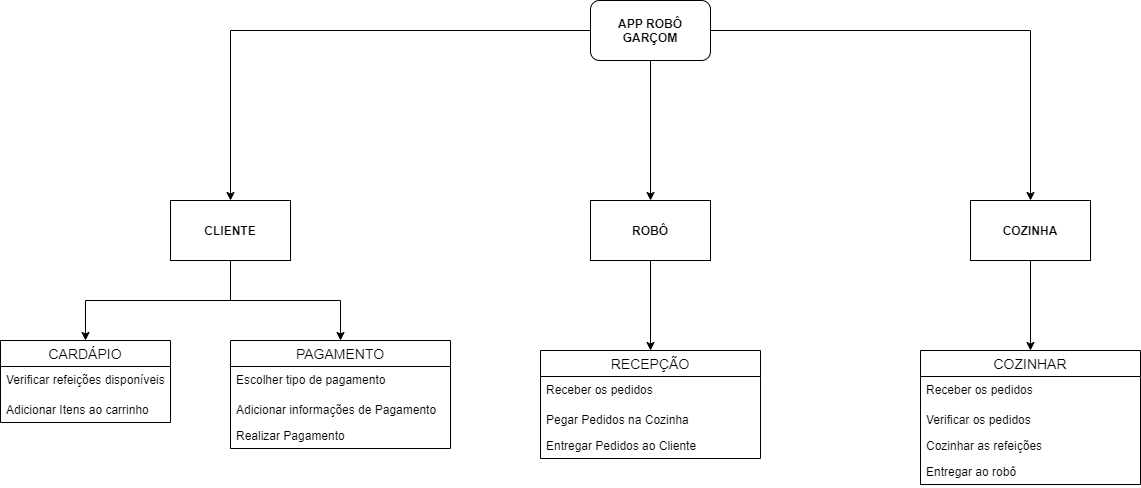 APP ROBÔ
GARÇOM
CLIENTE
ROBÔ
COZINHA
CARDÁPIO
Verificar refeições disponíveis
Adicionar Itens ao carrinho
PAGAMENTO
Escolher tipo de pagamento
Adicionar informações de Pagamento
Realizar Pagamento
RECEPÇÃO
Receber os pedidos
Pegar Pedidos na Cozinha
Entregar Pedidos ao Cliente
COZINHAR
Receber os pedidos
Verificar os pedidos
Cozinhar as refeições
Entregar ao robô